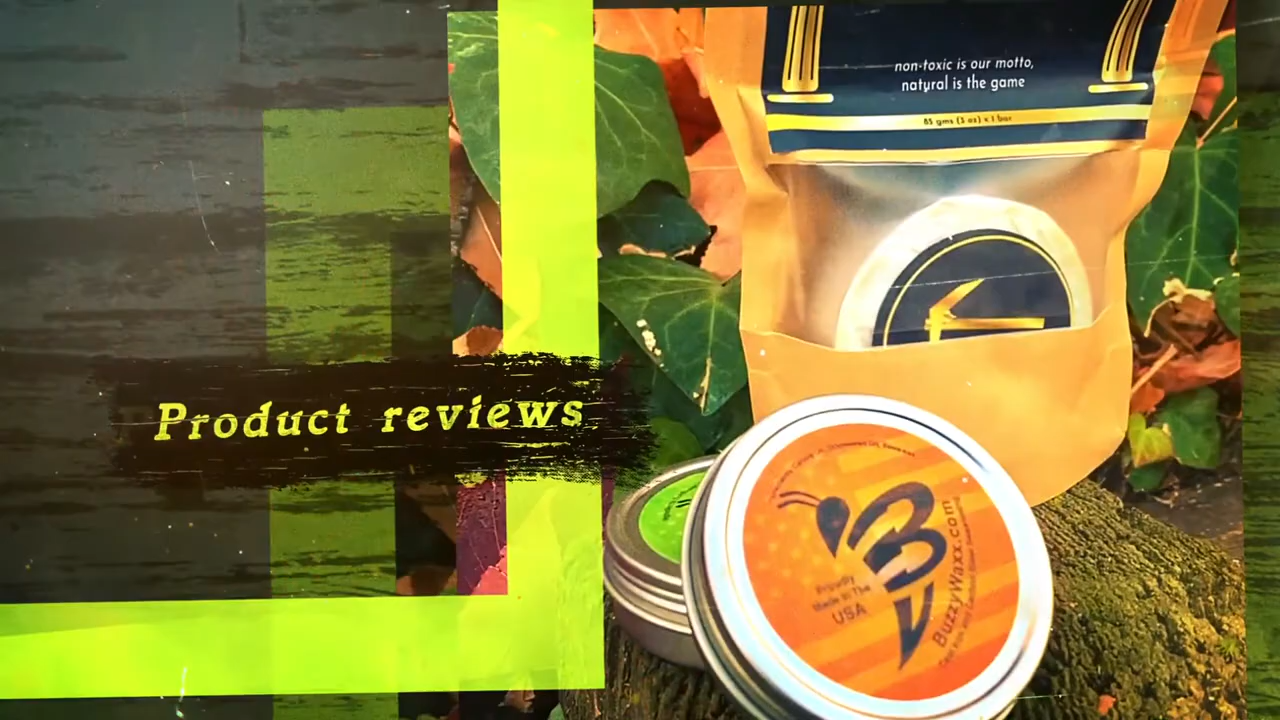 non-toxic is our motto,
natural is the game
85 gms (3 oz) x 1 bar
Product reviews
Proudly
Made In The
USA
BuzzyWaxx.com